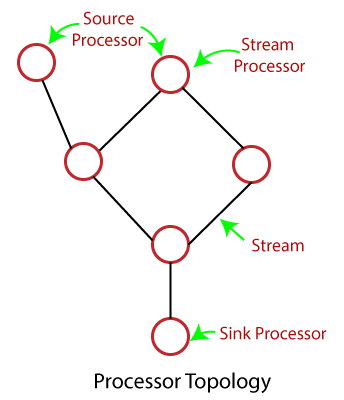 Source
Processor
Stream
Processor
Stream
Sink Processor
Processor Topology